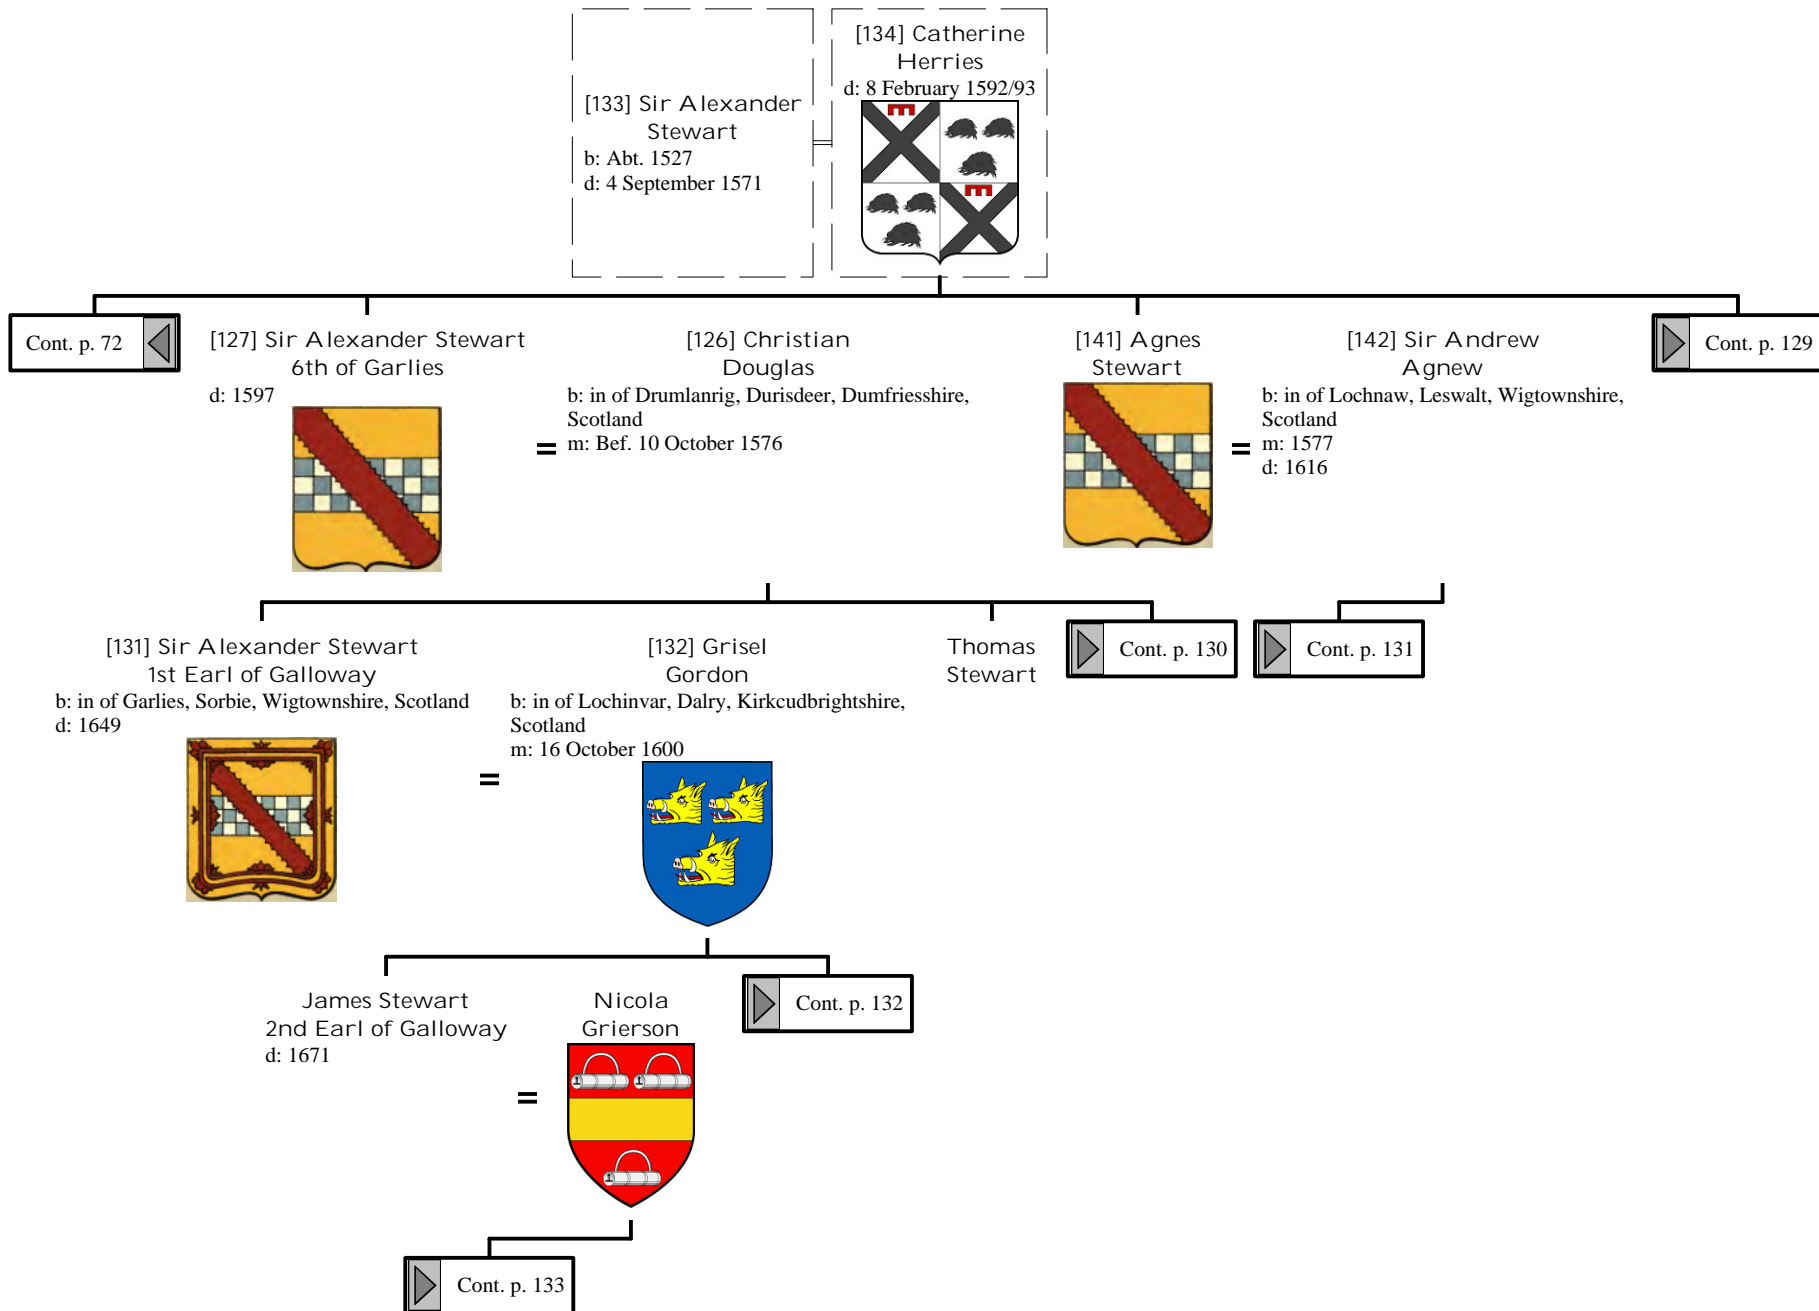 [134] Catherine
Herries
d: 8 February 1592/93
[133] Sir Alexander
Stewart
b: Abt. 1527
d: 4 September 1571
Cont. p. 72
[127] Sir Alexander Stewart
6th of Garlies
d: 1597
=
[126] Christian
Douglas
b: in of Drumlanrig, Durisdeer, Dumfriesshire,
Scotland
m: Bef. 10 October 1576
[141] Agnes
Stewart
=
[142] Sir Andrew
Agnew
b: in of Lochnaw, Leswalt, Wigtownshire,
Scotland
m: 1577
d: 1616
Cont. p. 129
[131] Sir Alexander Stewart
1st Earl of Galloway
b: in of Garlies, Sorbie, Wigtownshire, Scotland
d: 1649
=
[132] Grisel
Gordon
b: in of Lochinvar, Dalry, Kirkcudbrightshire,
Scotland
m: 16 October 1600
Thomas
Stewart
Cont. p. 130
Cont. p. 131
James Stewart
2nd Earl of Galloway
d: 1671
=
Nicola
Grierson
Cont. p. 132
Cont. p. 133